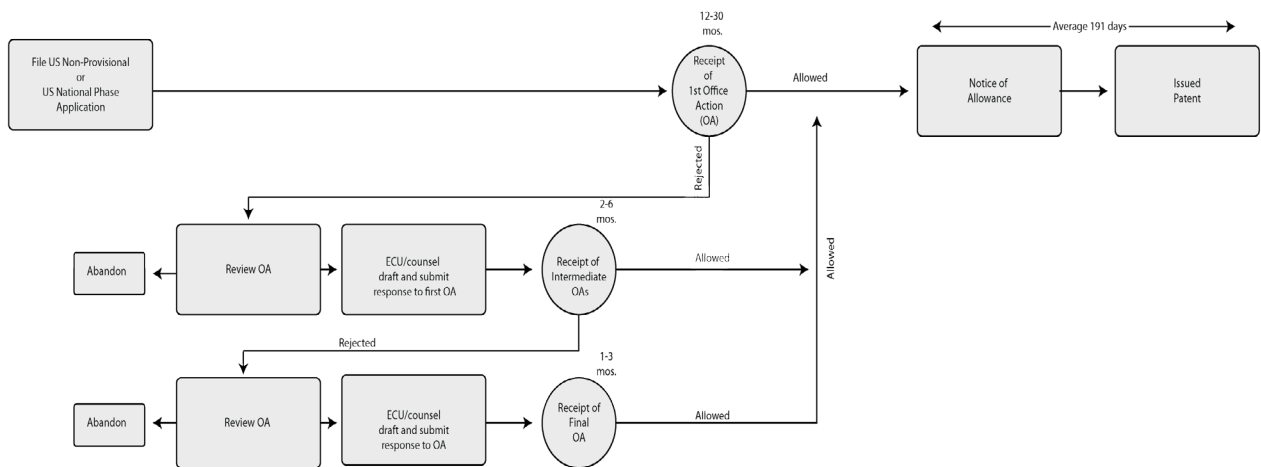 File US Non-Provisional
or
US National Phase
Application
12-30
mos.
Receipt
of
1st Office
Action
(OA)
Allowed
Average 191 days
Notice of
Allowance
Issued
Patent
Rejected
Abandon
Review OA
ECU/counsel
draft and submit
response to first OA
2-6
mos.
Receipt of
Intermediate
OAs
Allowed
Allowed
Rejected
Abandon
Review OA
ECU/counsel
draft and submit
response to OA
1-3
mos.
Receipt of
Final
OA
Allowed